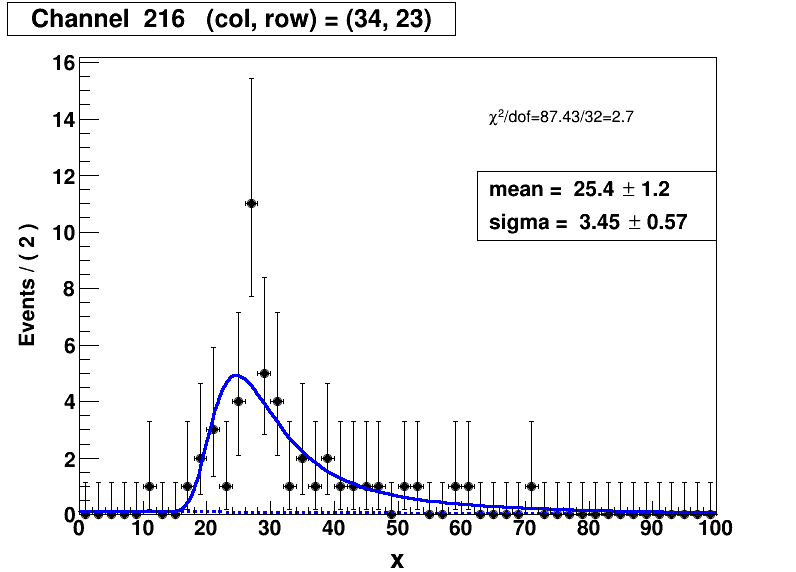 Channel 216 (col, row) = (34, 23)
16
14
12
10
8
6
4
2
0
Events / ( 2 )
χ²/dof=87.43/32=2.7
mean = 25.4 ± 1.2
sigma = 3.45 ± 0.57
0 10 20 30 40 50 60 70 80 90 100
x